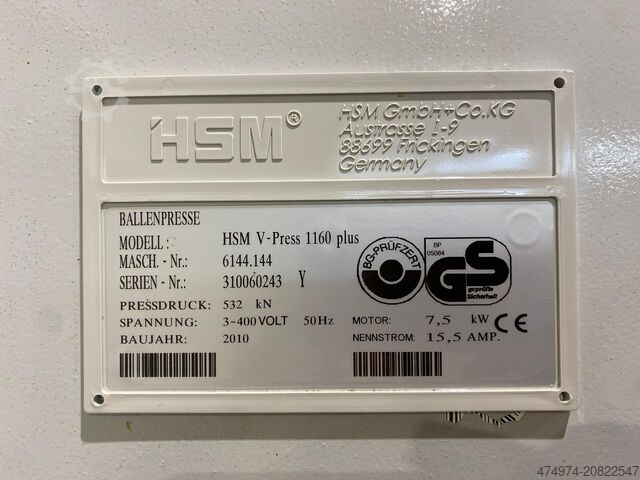 HSM®
HSM GmbH+Co.KG
Austrasse 1-9
88699 Frickingen
Germany
BALLENPRESSE
MODELL: HSM V-Press 1160 plus
MASCH. - Nr.: 6144.144
SERIEN - Nr.: 310060243 Y
PRESSDRUCK: 532 kN
SPANNUNG: 3~400VOLT 50Hz
BAUJAHR: 2010
BG-PRÜFZERT
BP
05084
GS
geprüfte
Sicherheit
MOTOR: 7,5 kW CE
NENNSTROM: 15,5 AMP.
474974-20822547